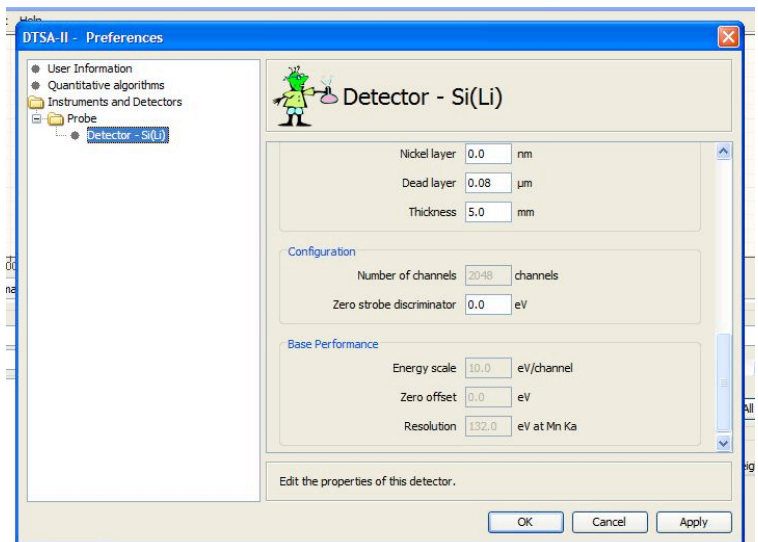 Help
DTSA-II - Preferences
User Information
Quantitative algorithms
Instruments and Detectors
Probe
Detector - Si(Li)
Detector - Si(Li)
Nickel layer 0.0 nm
Dead layer 0.08 µm
Thickness 5.0 mm
Configuration
Number of channels 2048 channels
Zero strobe discriminator 0.0 eV
Base Performance
Energy scale 10.0 eV/channel
Zero offset 0.0 eV
Resolution 132.0 eV at Mn Ka
Edit the properties of this detector.
OK Cancel Apply